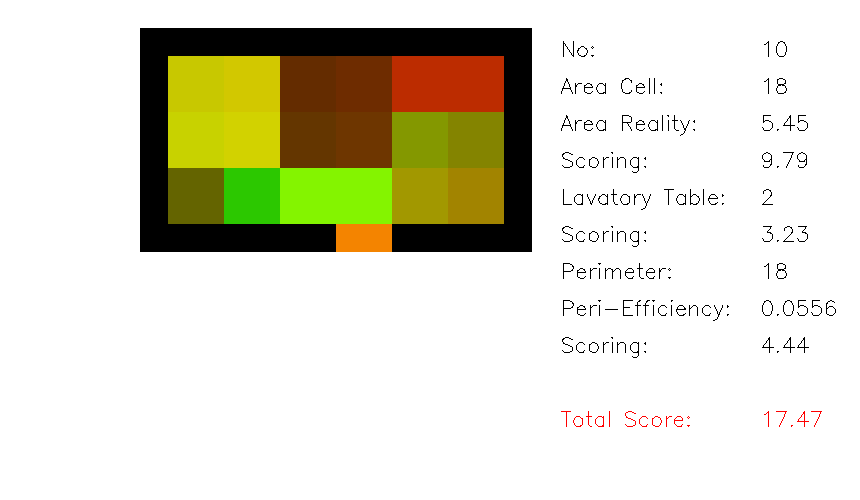 No: 10
Area Cell: 18
Area Reality: 5.45
Scoring: 9.79
Lavatory Table: 2
Scoring: 3.23
Perimeter: 18
Peri-Efficiency: 0.0556
Scoring: 4.44
Total Score: 17.47